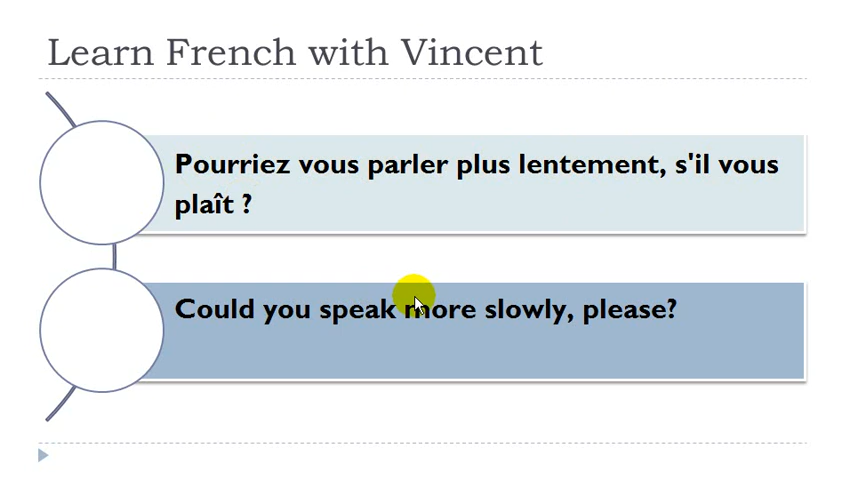 Learn French with Vincent
Pourriez vous parler plus lentement, s'il vous
plaît ?
Could you speak more slowly, please?